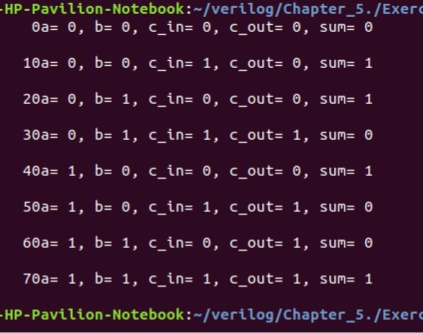 -HP-Pavilion-Notebook:~/verilog/Chapter_5./Exerc
0a= 0, b= 0, c_in= 0, c_out= 0, sum= 0
10a= 0, b= 0, c_in= 1, c_out= 0, sum= 1
20a= 0, b= 1, c_in= 0, c_out= 0, sum= 1
30a= 0, b= 1, c_in= 1, c_out= 1, sum= 0
40a= 1, b= 0, c_in= 0, c_out= 0, sum= 1
50a= 1, b= 0, c_in= 1, c_out= 1, sum= 0
60a= 1, b= 1, c_in= 0, c_out= 1, sum= 0
70a= 1, b= 1, c_in= 1, c_out= 1, sum= 1
-HP-Pavilion-Notebook:~/verilog/Chapter_5./Exerc